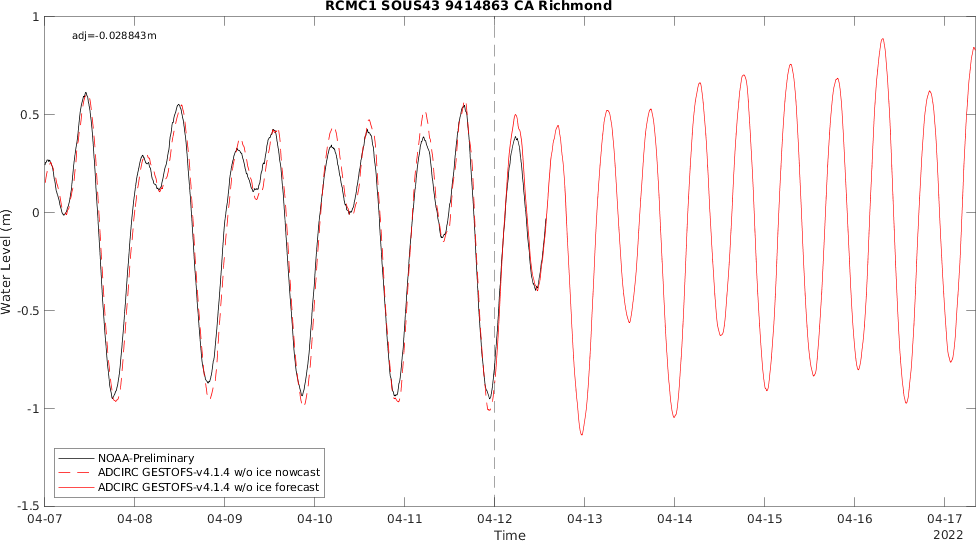 RCMC1 SOUS43 9414863 CA Richmond
adj=-0.028843m
1
0.5
0
-0.5
-1
-1.5
Water Level (m)
NOAA-Preliminary
ADCIRC GESTOFS-v4.1.4 w/o ice nowcast
ADCIRC GESTOFS-v4.1.4 w/o ice forecast
04-07 04-08 04-09 04-10 04-11 04-12 04-13 04-14 04-15 04-16 04-17
Time
2022